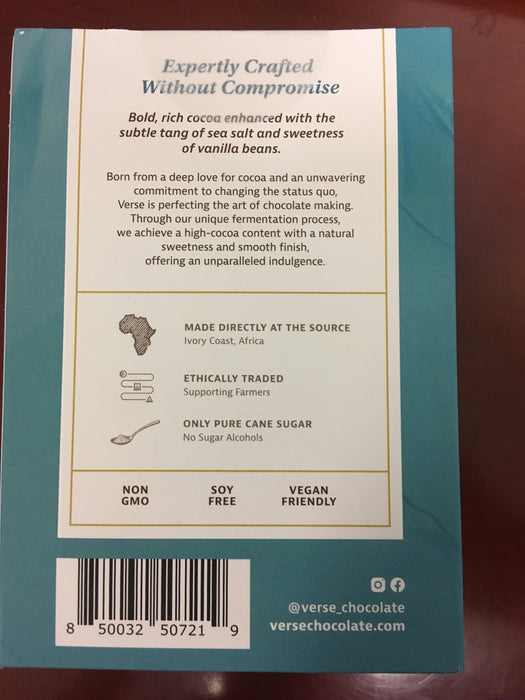 Expertly Crafted
Without Compromise
Bold, rich cocoa enhanced with the
subtle tang of sea salt and sweetness
of vanilla beans.
Born from a deep love for cocoa and an unwavering
commitment to changing the status quo,
Verse is perfecting the art of chocolate making.
Through our unique fermentation process,
we achieve a high-cocoa content with a natural
sweetness and smooth finish,
offering an unparalleled indulgence.
MADE DIRECTLY AT THE SOURCE
Ivory Coast, Africa
ETHICALLY TRADED
Supporting Farmers
ONLY PURE CANE SUGAR
No Sugar Alcohols
NON
GMO
SOY
FREE
VEGAN
FRIENDLY
@verse_chocolate
versechocolate.com
8 50032 50721 9